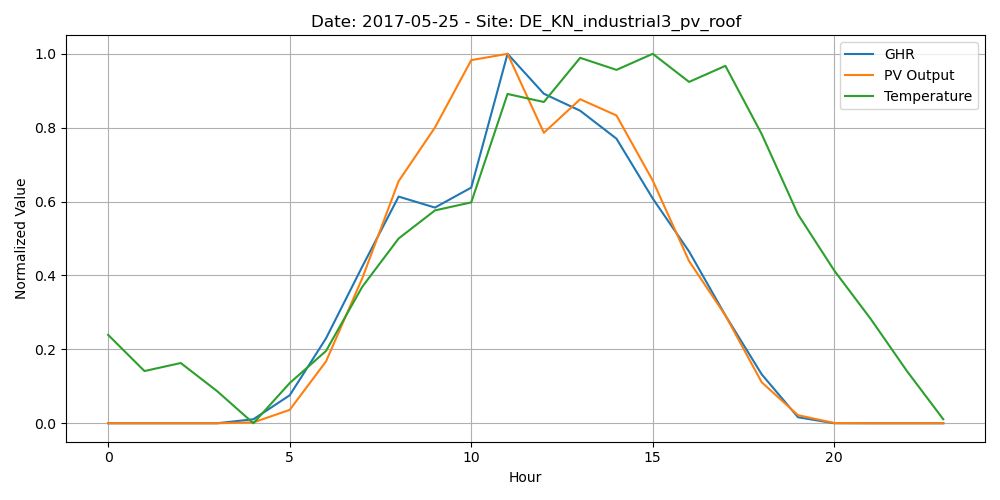 Date: 2017-05-25 - Site: DE_KN_industrial3_pv_roof
GHR
PV Output
Temperature
Normalized Value
1.0
0.8
0.6
0.4
0.2
0.0
0 5 10 15 20
Hour